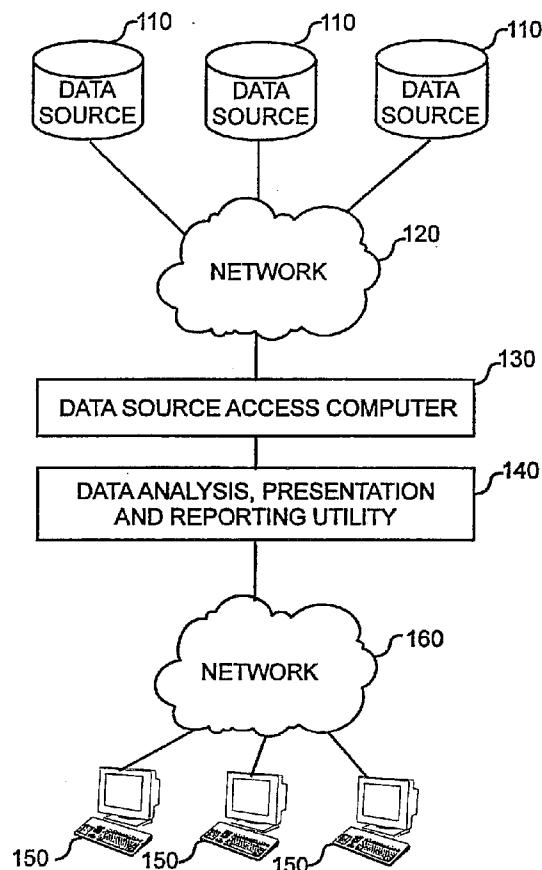 110 110 110
DATA SOURCE DATA SOURCE DATA SOURCE
NETWORK
120
130
DATA SOURCE ACCESS COMPUTER
140
DATA ANALYSIS, PRESENTATION
AND REPORTING UTILITY
160
NETWORK
150 150 150